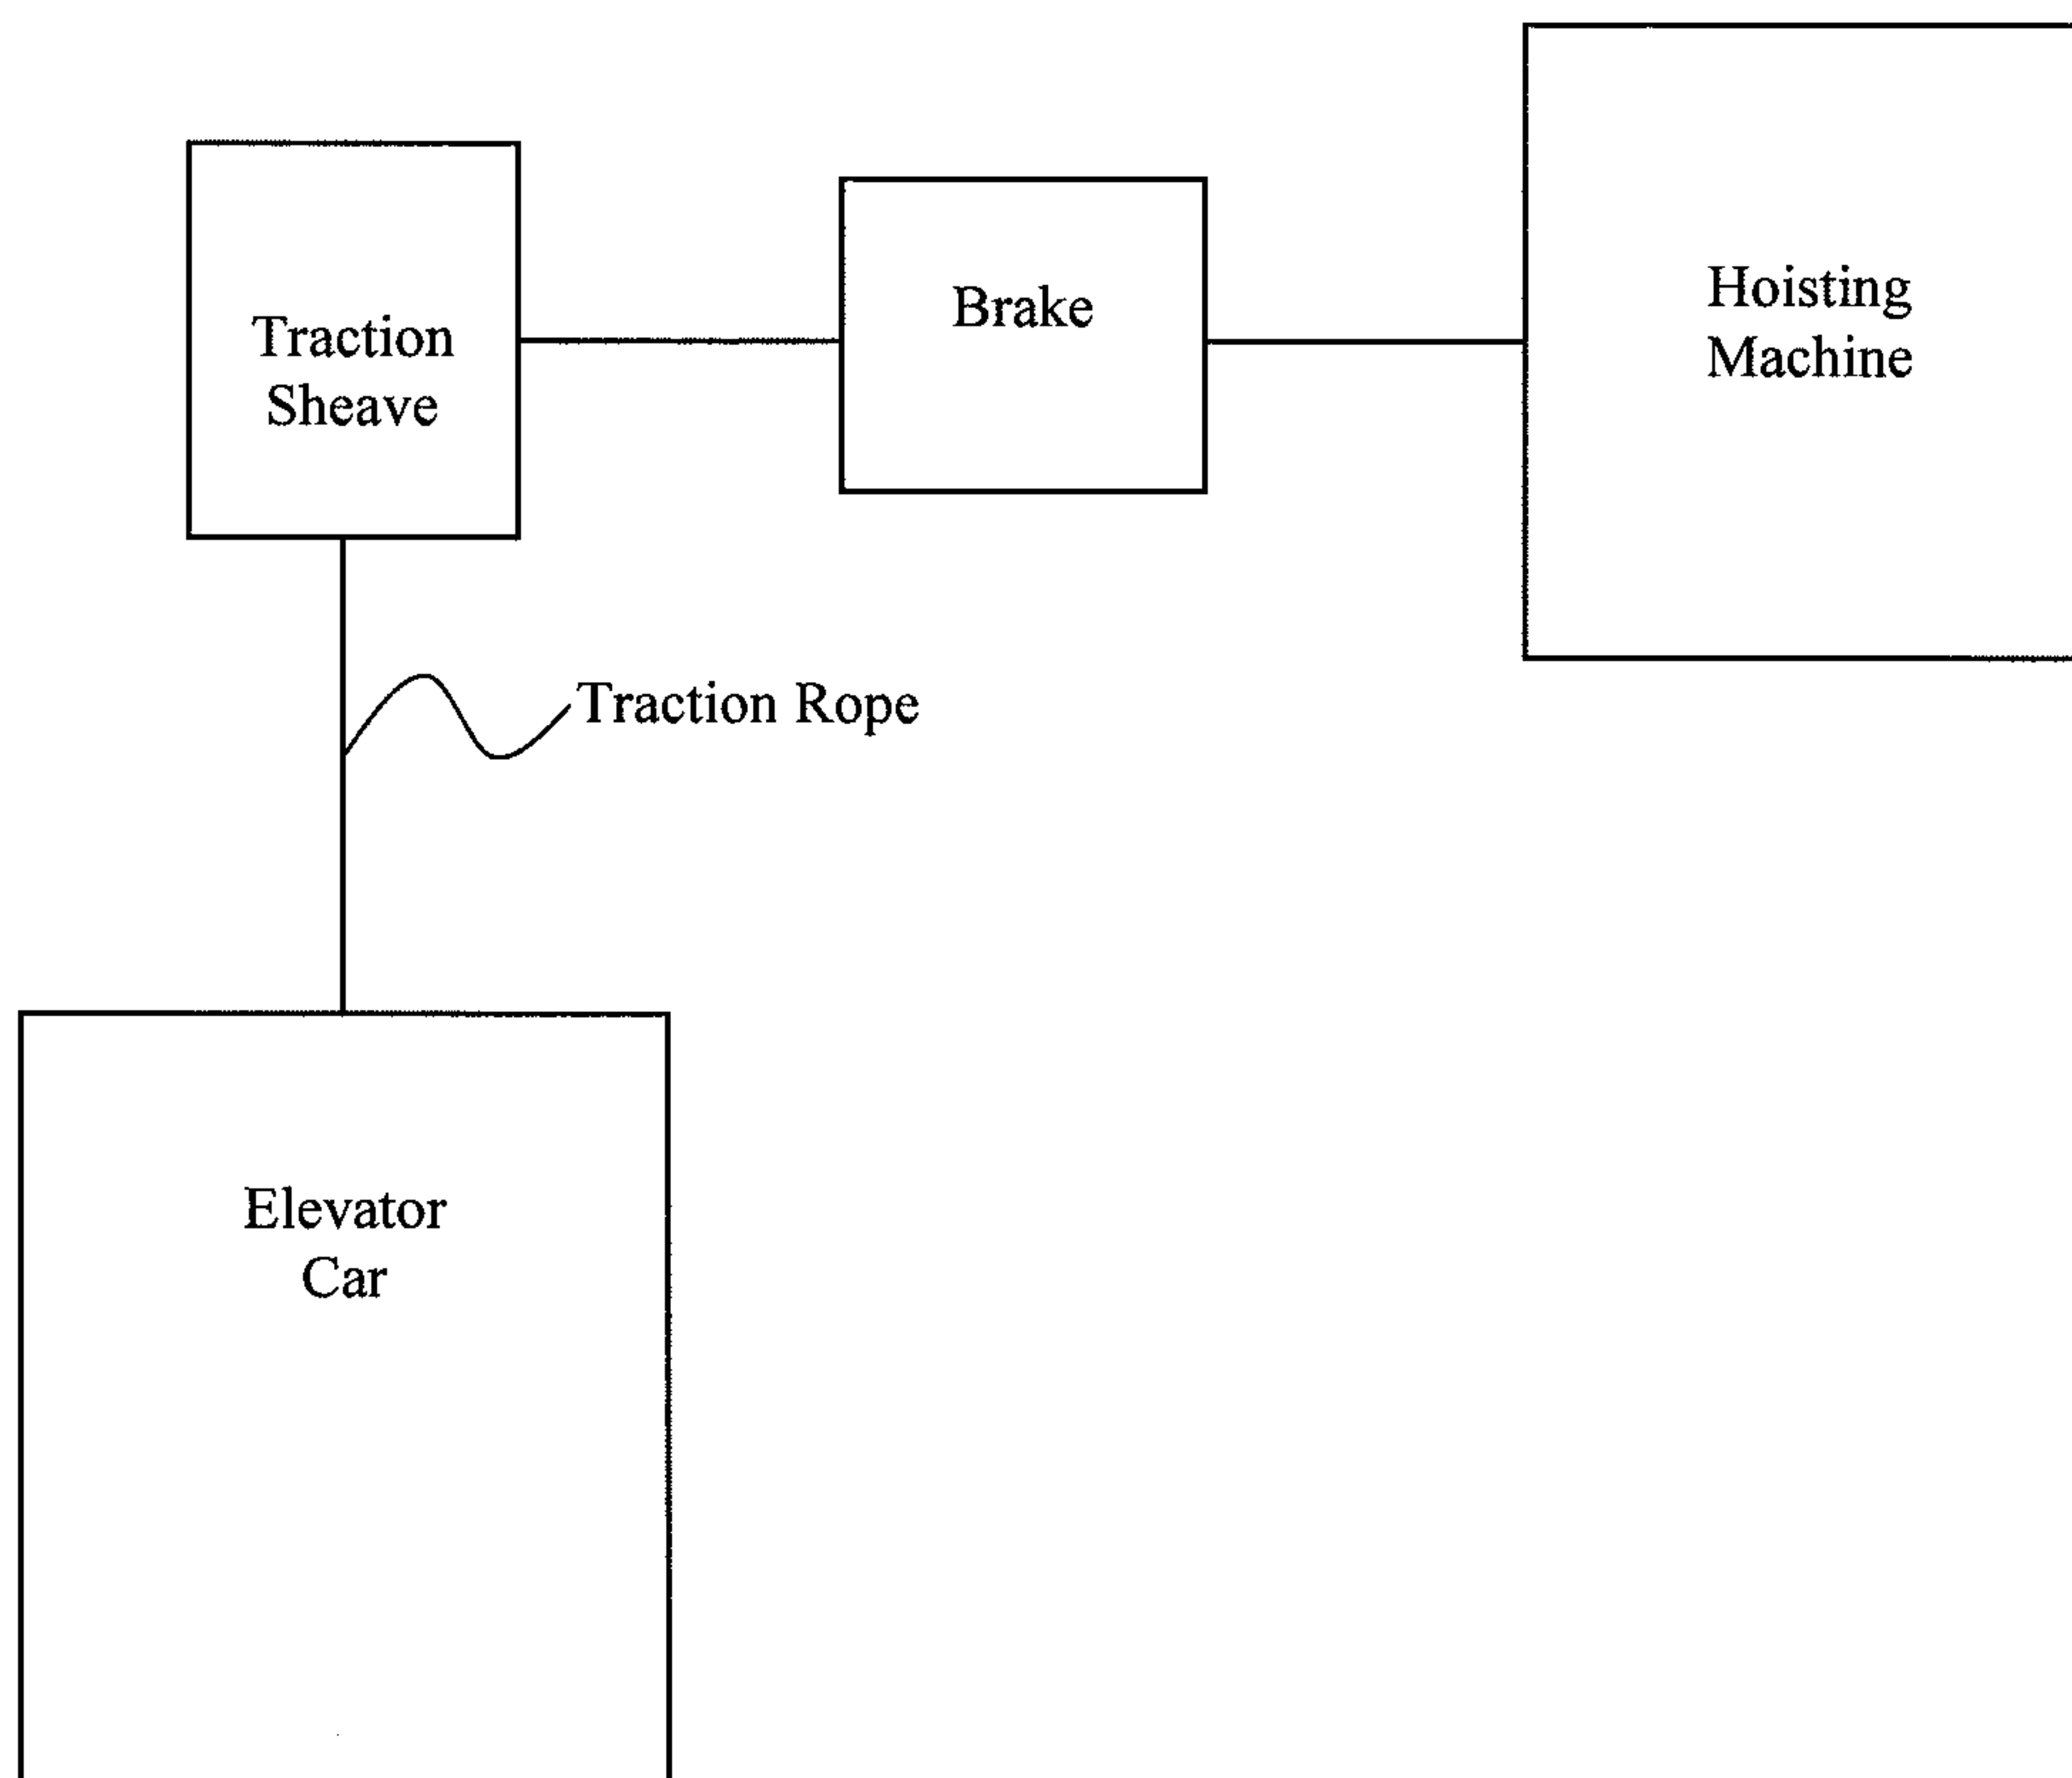 Traction
Sheave
Brake
Hoisting
Machine
Traction Rope
Elevator
Car